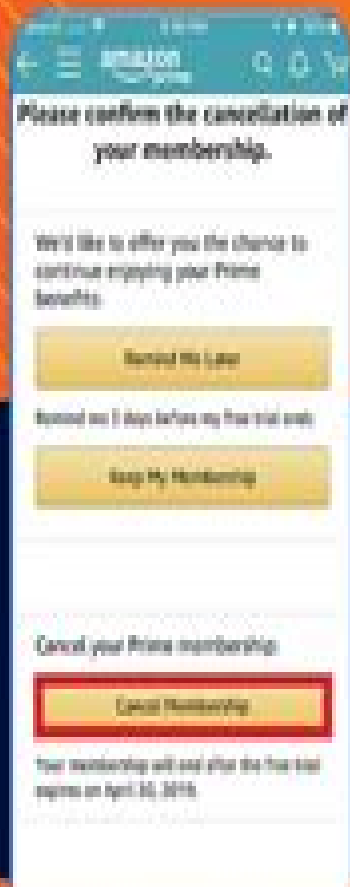 amazon
prime
Please confirm the cancellation of
your membership.
We'd like to offer you the chance to
continue enjoying your Prime
benefits.
Remind Me Later
Remind me 3 days before my free trial ends
Keep My Membership
Cancel your Prime membership
Cancel Membership
Your membership will end after the free trial
expires on April 2019.